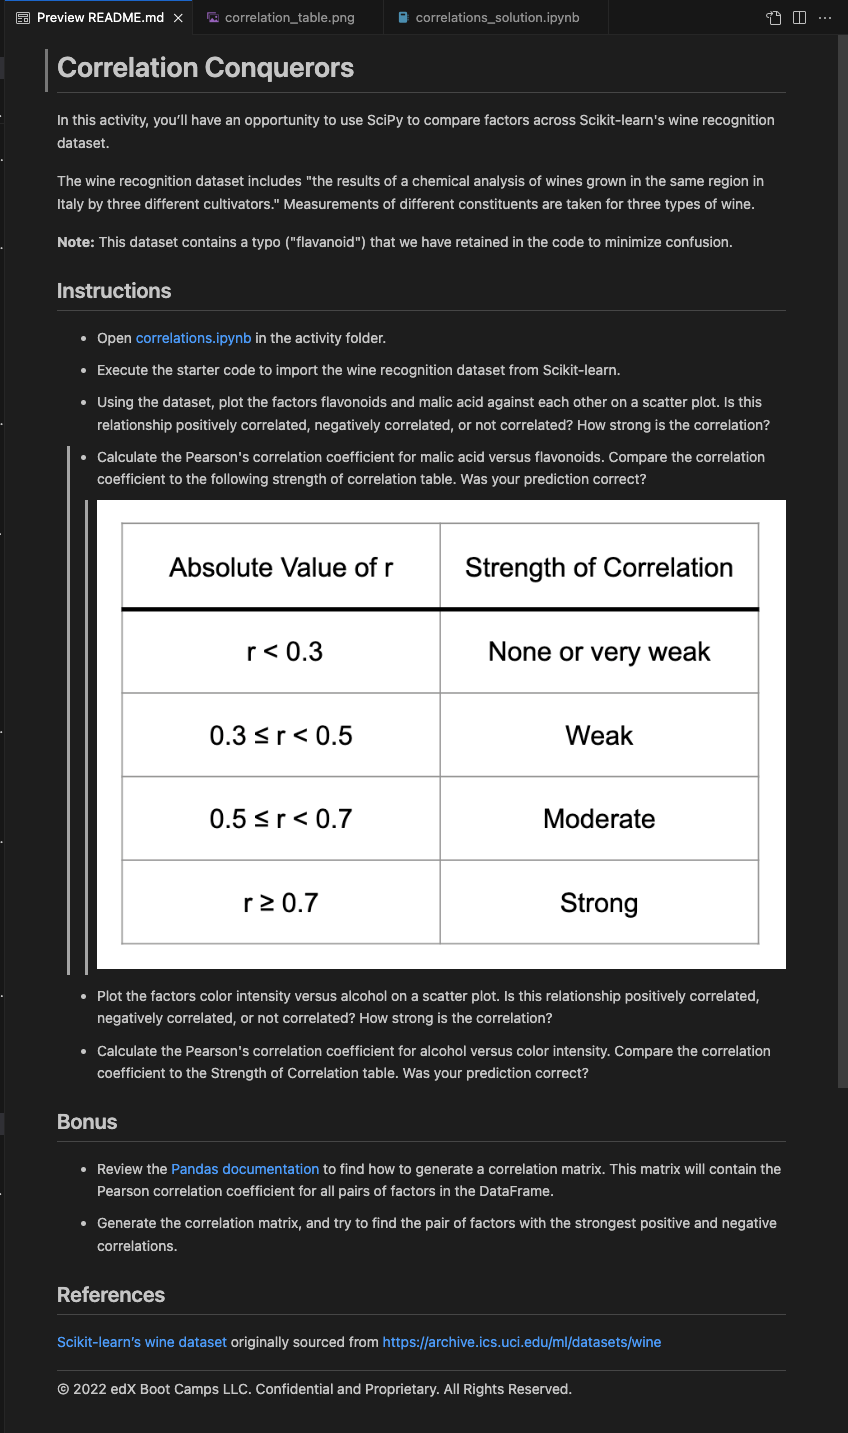 Preview README.md
correlation_table.png
correlations_solution.ipynb
Correlation Conquerors
In this activity, you’ll have an opportunity to use SciPy to compare factors across Scikit-learn's wine recognition
dataset.
The wine recognition dataset includes "the results of a chemical analysis of wines grown in the same region in
Italy by three different cultivators." Measurements of different constituents are taken for three types of wine.
Note: This dataset contains a typo ("flavanoid") that we have retained in the code to minimize confusion.
Instructions
• Open correlations.ipynb in the activity folder.
• Execute the starter code to import the wine recognition dataset from Scikit-learn.
• Using the dataset, plot the factors flavonoids and malic acid against each other on a scatter plot. Is this
relationship positively correlated, negatively correlated, or not correlated? How strong is the correlation?
• Calculate the Pearson's correlation coefficient for malic acid versus flavonoids. Compare the correlation
coefficient to the following strength of correlation table. Was your prediction correct?
Absolute Value of r Strength of Correlation
r < 0.3 None or very weak
0.3 ≤ r < 0.5 Weak
0.5 ≤ r < 0.7 Moderate
r ≥ 0.7 Strong
• Plot the factors color intensity versus alcohol on a scatter plot. Is this relationship positively correlated,
negatively correlated, or not correlated? How strong is the correlation?
• Calculate the Pearson's correlation coefficient for alcohol versus color intensity. Compare the correlation
coefficient to the Strength of Correlation table. Was your prediction correct?
Bonus
• Review the Pandas documentation to find how to generate a correlation matrix. This matrix will contain the
Pearson correlation coefficient for all pairs of factors in the DataFrame.
• Generate the correlation matrix, and try to find the pair of factors with the strongest positive and negative
correlations.
References
Scikit-learn’s wine dataset originally sourced from https://archive.ics.uci.edu/ml/datasets/wine
© 2022 edX Boot Camps LLC. Confidential and Proprietary. All Rights Reserved.